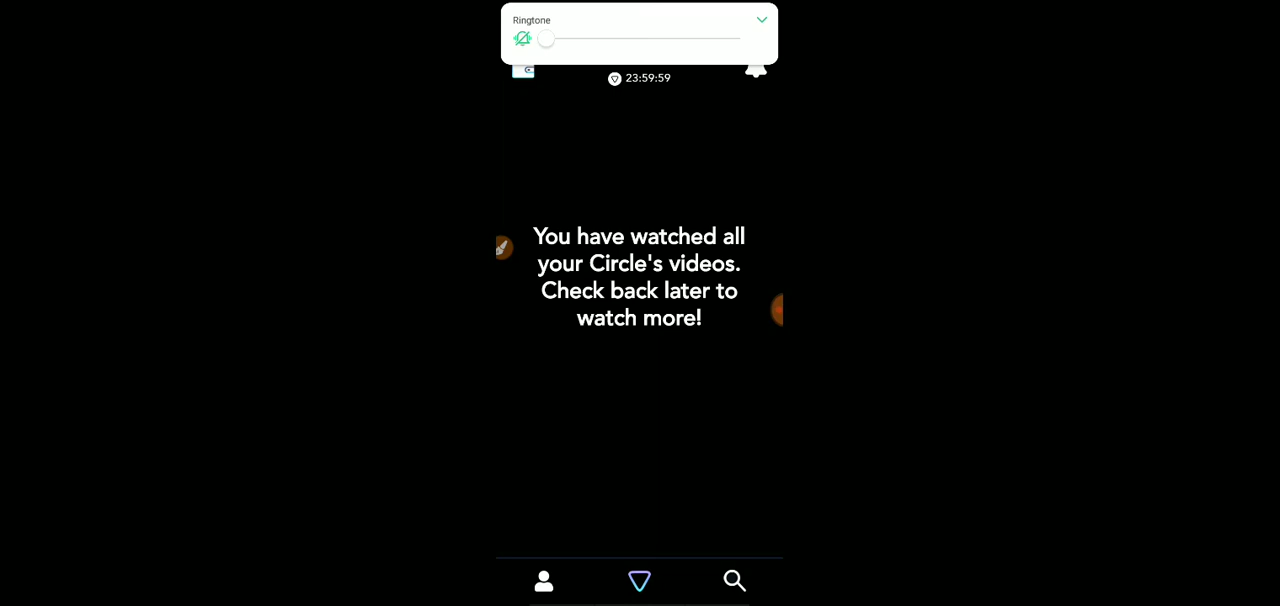 Ringtone
23:59:59
You have watched all
your Circle's videos.
Check back later to
watch more!